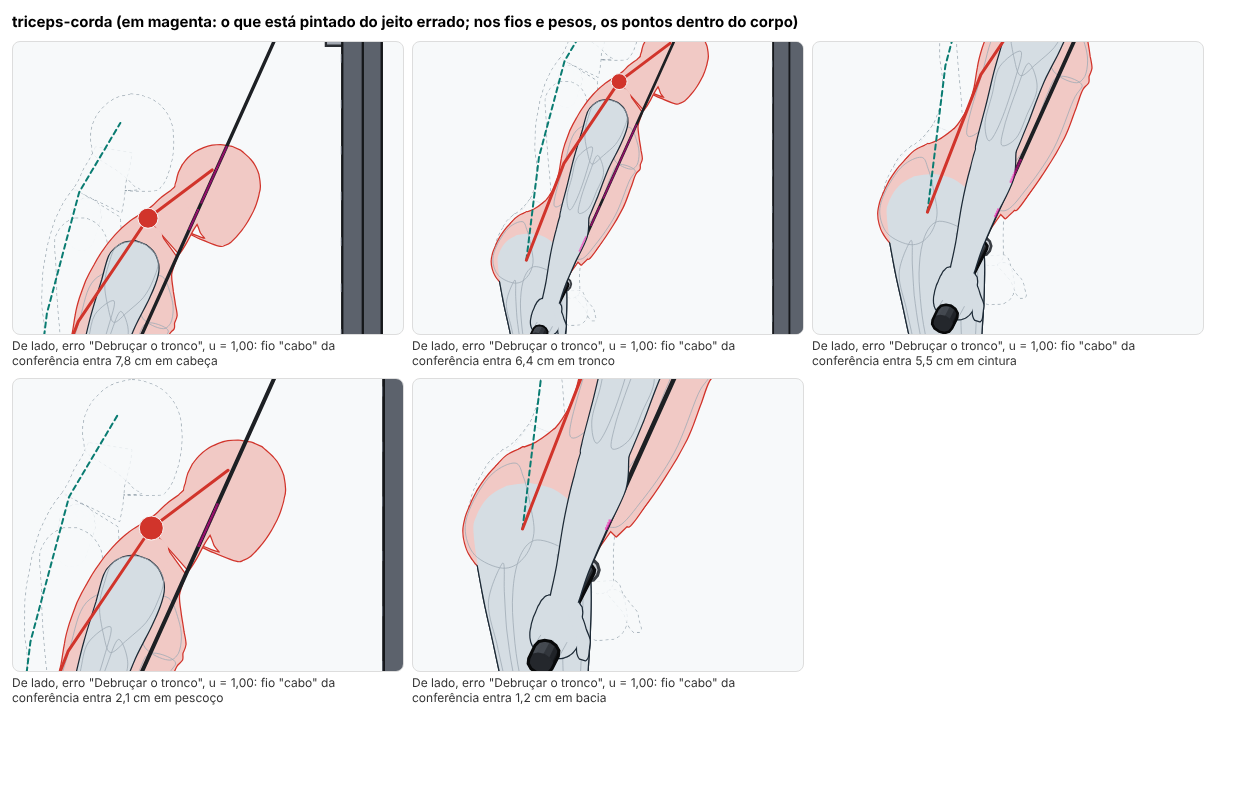 triceps-corda (em magenta: o que está pintado do jeito errado; nos fios e pesos, os pontos dentro do corpo)
De lado, erro "Debruçar o tronco", u = 1,00: fio "cabo" da
conferência entra 7,8 cm em cabeça
De lado, erro "Debruçar o tronco", u = 1,00: fio "cabo" da
conferência entra 6,4 cm em tronco
De lado, erro "Debruçar o tronco", u = 1,00: fio "cabo" da
conferência entra 5,5 cm em cintura
De lado, erro "Debruçar o tronco", u = 1,00: fio "cabo" da
conferência entra 2,1 cm em pescoço
De lado, erro "Debruçar o tronco", u = 1,00: fio "cabo" da
conferência entra 1,2 cm em bacia